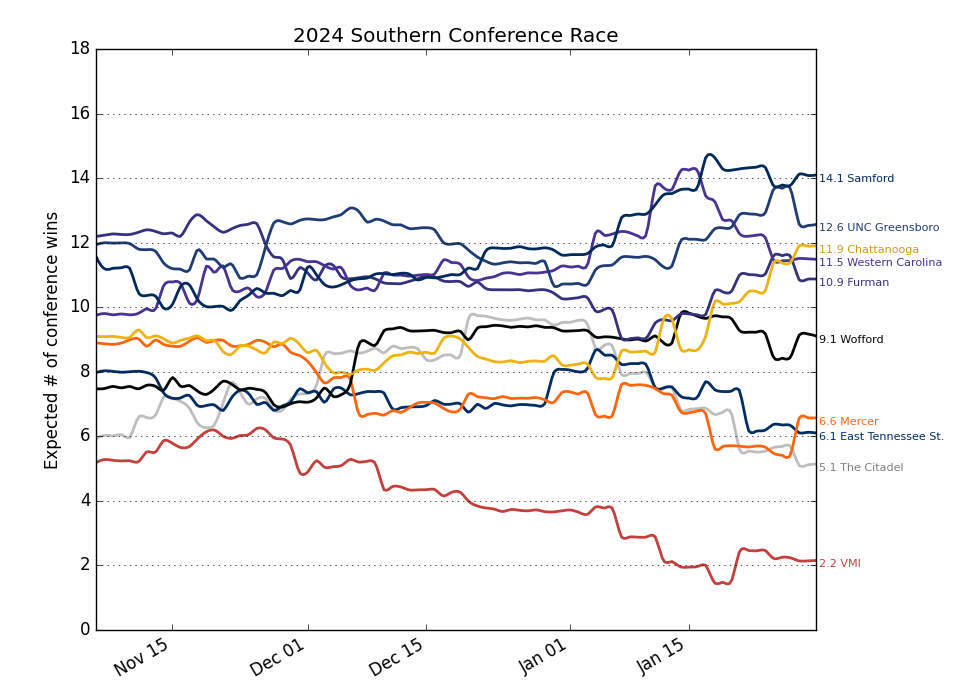 2024 Southern Conference Race
Expected # of conference wins
18
16
14
12
10
8
6
4
2
0
14.1 Samford
12.6 UNC Greensboro
11.9 Chattanooga
11.5 Western Carolina
10.9 Furman
9.1 Wofford
6.6 Mercer
6.1 East Tennessee St.
5.1 The Citadel
2.2 VMI
Nov 15
Dec 01
Dec 15
Jan 01
Jan 15